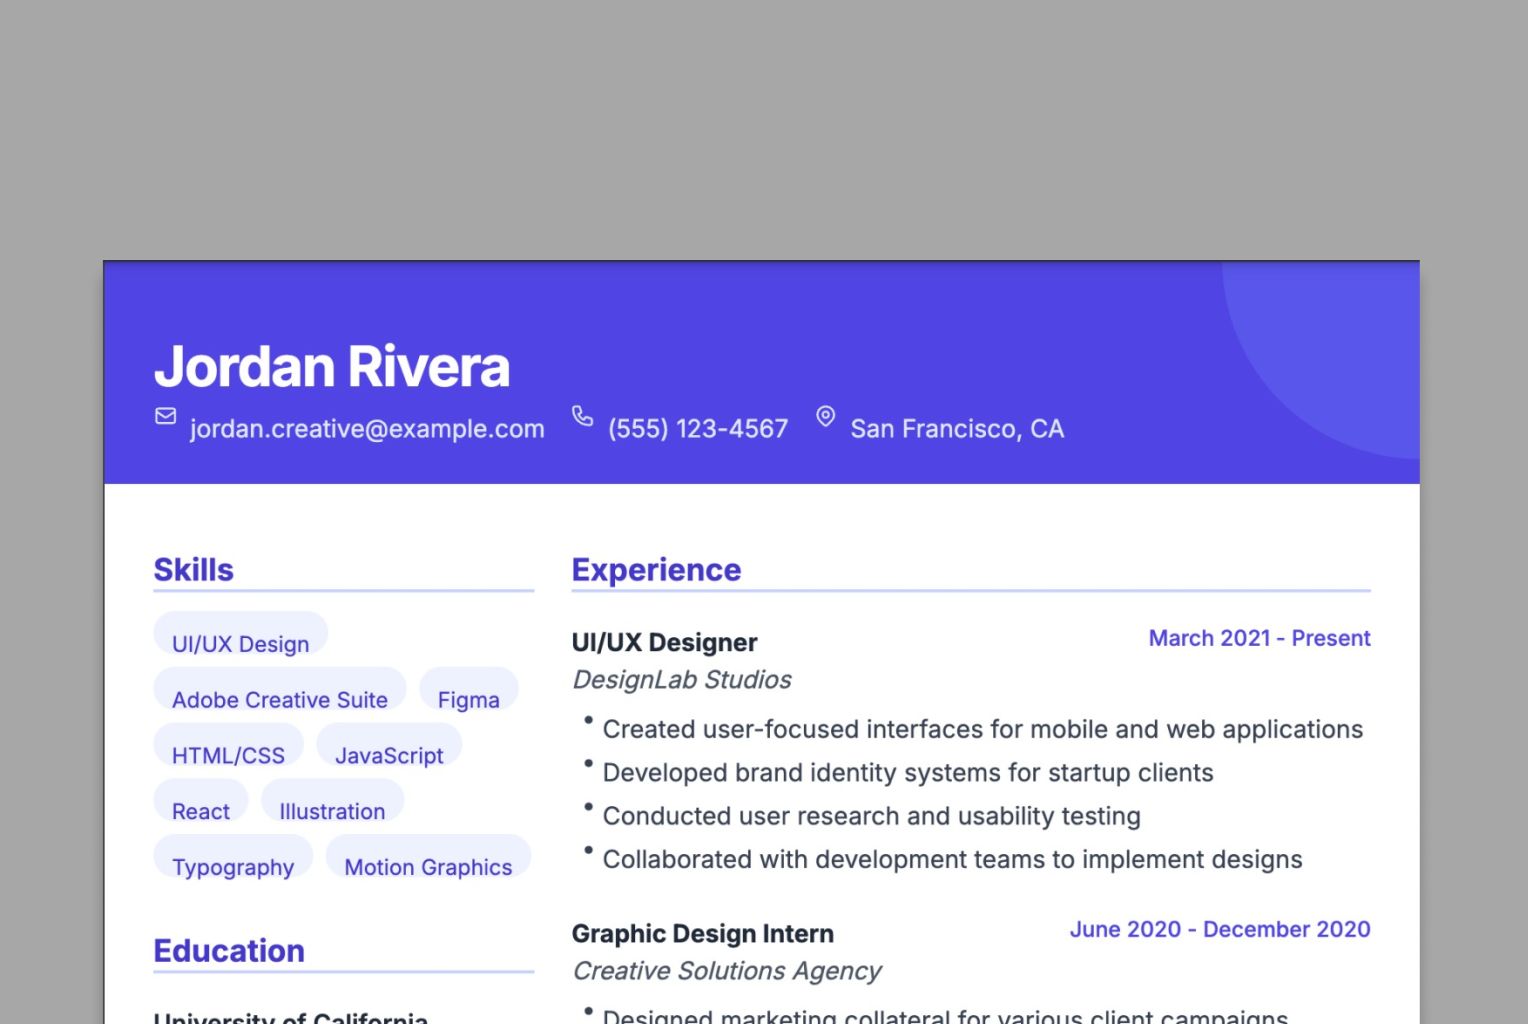 Jordan Rivera
jordan.creative@example.com (555) 123-4567 San Francisco, CA
Skills
UI/UX Design
Adobe Creative Suite Figma
HTML/CSS JavaScript
React Illustration
Typography Motion Graphics
Education
University of California
Experience
UI/UX Designer March 2021 - Present
DesignLab Studios
• Created user-focused interfaces for mobile and web applications
• Developed brand identity systems for startup clients
• Conducted user research and usability testing
• Collaborated with development teams to implement designs
Graphic Design Intern June 2020 - December 2020
Creative Solutions Agency
• Designed marketing collateral for various client campaigns